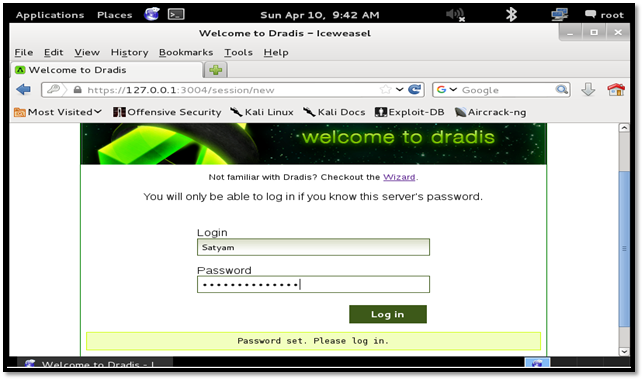 Applications Places Sun Apr 10, 9:42 AM root
Welcome to Dradis - Iceweasel
File Edit View History Bookmarks Tools Help
Welcome to Dradis
https://127.0.0.1:3004/session/new Google
Most Visited Offensive Security Kali Linux Kali Docs Exploit-DB Aircrack-ng
welcome to dradis
Not familiar with Dradis? Checkout the Wizard.
You will only be able to log in if you know this server's password.
Login
Satyam
Password
Log in
Password set. Please log in.
Welcome to Dradis - I